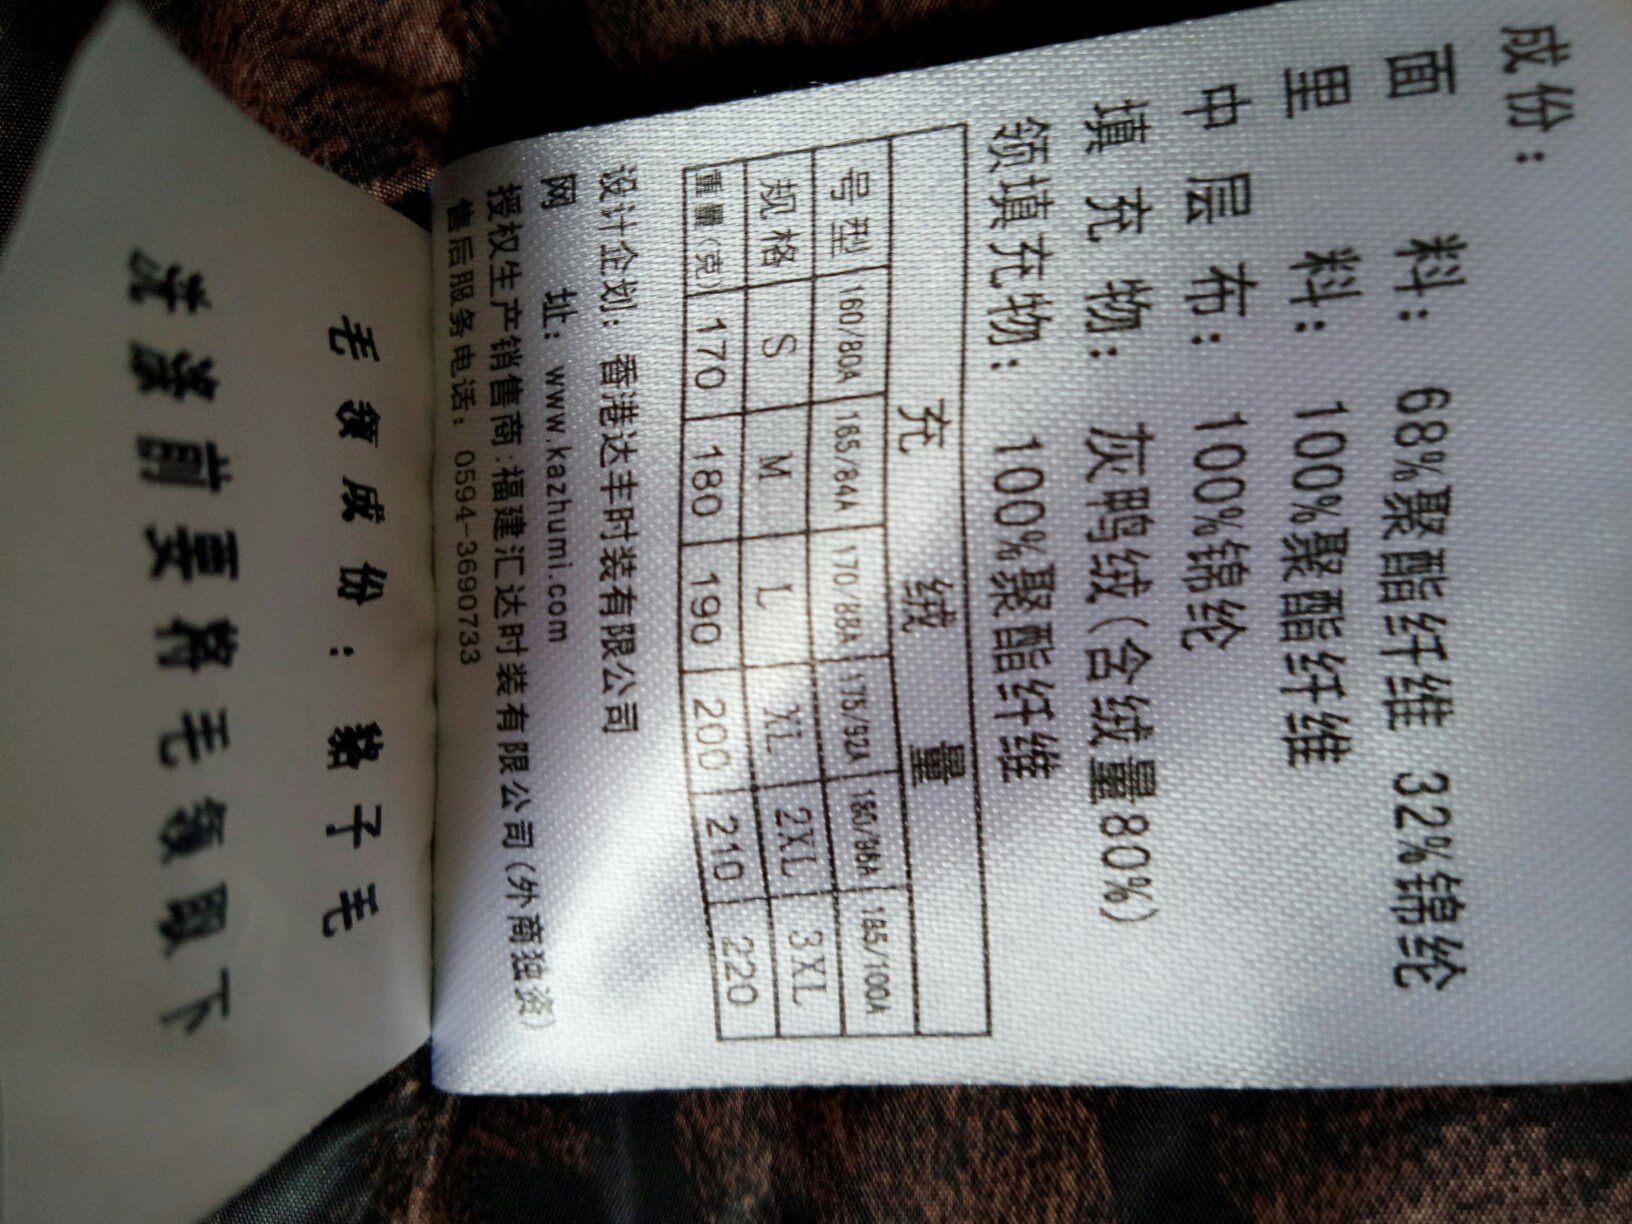 成份：
面料：68%聚酯纤维 32%锦纶
里料：100%聚酯纤维
中层布：100%锦纶
填充物：灰鸭绒(含绒量80%)
领填充物：100%聚酯纤维
充绒量
号型 160/80A 165/84A 170/88A 175/92A 180/96A 185/100A
规格 S M L XL 2XL 3XL
重量(克) 170 180 190 200 210 220
设计企划：香港达丰时装有限公司
网址：www.kazhumi.com
授权生产销售商:福建汇达时装有限公司(外商独资)
售后服务电话：0594-3690733
毛领成份：貉子毛
洗涤前要将毛领取下